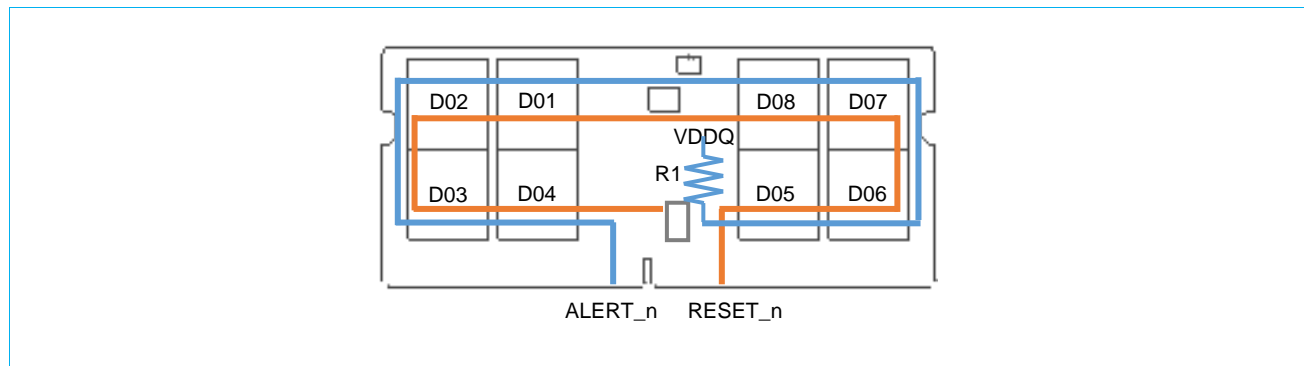 D02 D01 D08 D07
VDDQ
R1
D03 D04 D05 D06
ALERT_n RESET_n